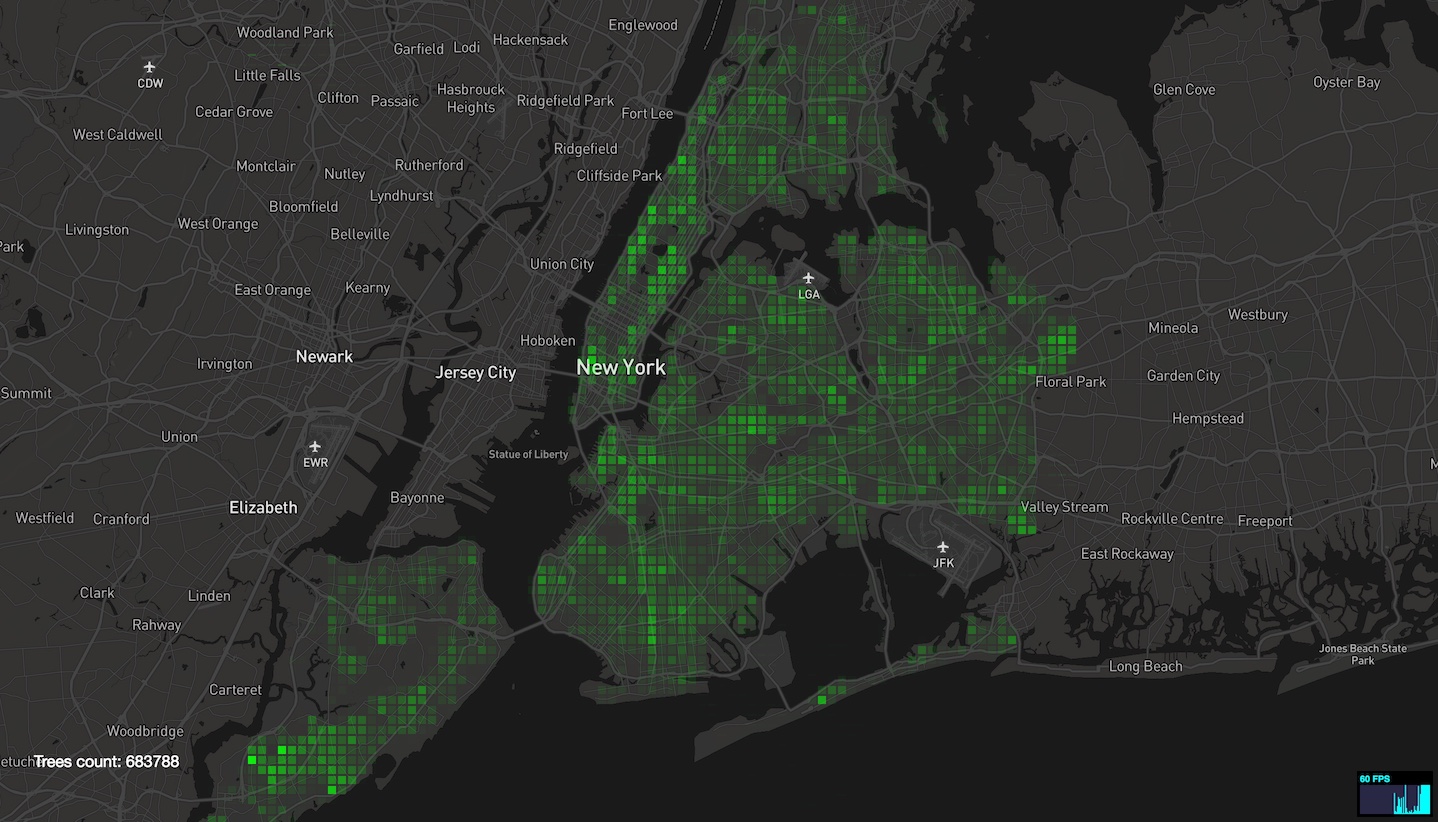 Englewood
Woodland Park
Hackensack
Garfield
Lodi
CDW
Little Falls
Oyster Bay
Hasbrouck
Heights
Glen Cove
Clifton
Passaic
Ridgefield Park
Cedar Grove
Fort Lee
West Caldwell
Ridgefield
Montclair
Rutherford
Nutley
Cliffside Park
Lyndhurst
Bloomfield
West Orange
Livingston
Belleville
Park
Union City
East Orange
Kearny
LGA
Westbury
Mineola
Hoboken
Newark
Irvington
New York
Jersey City
Floral Park
Garden City
Summit
Hempstead
Union
Statue of Liberty
EWR
M
Bayonne
Elizabeth
Valley Stream
Westfield
Cranford
Rockville Centre
Freeport
East Rockaway
JFK
Clark
Linden
Rahway
Jones Beach State
Park
Long Beach
Carteret
Woodbridge
etuch
Trees count: 683788
60 FPS